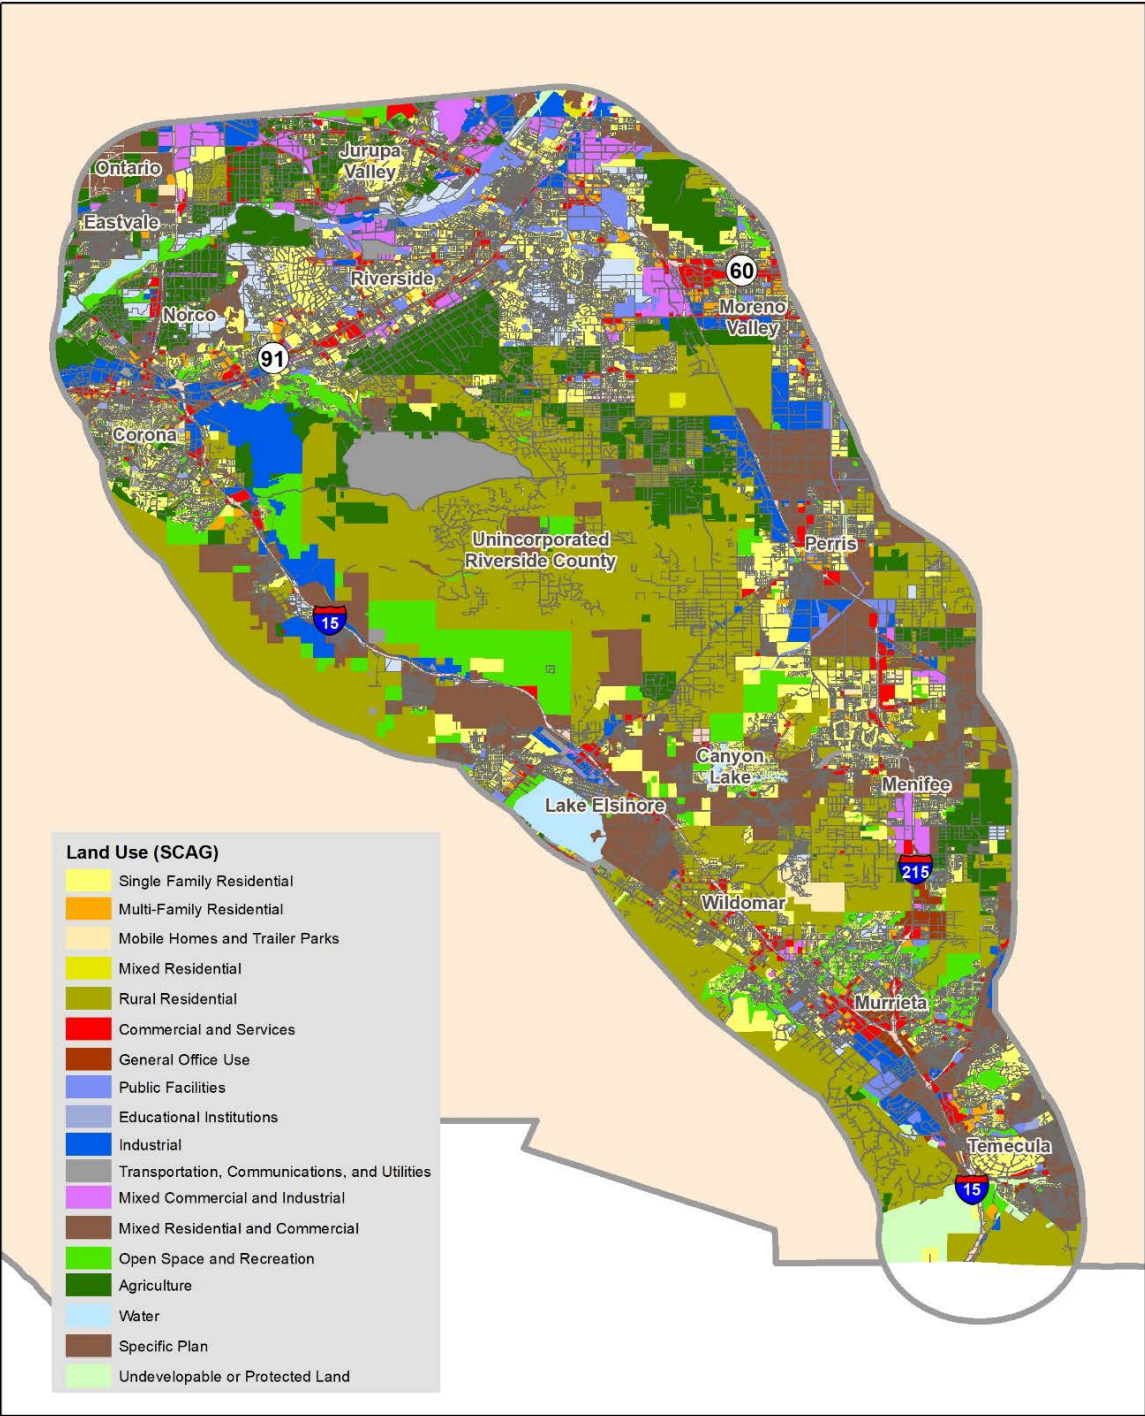 Ontario
Jurupa
Valley
Eastvale
Riverside
60
Norco
Moreno
Valley
91
Corona
Unincorporated
Riverside County
Perris
15
Canyon
Lake
Menifee
Lake Elsinore
215
Wildomar
Murrieta
Temecula
15
Land Use (SCAG)
Single Family Residential
Multi-Family Residential
Mobile Homes and Trailer Parks
Mixed Residential
Rural Residential
Commercial and Services
General Office Use
Public Facilities
Educational Institutions
Industrial
Transportation, Communications, and Utilities
Mixed Commercial and Industrial
Mixed Residential and Commercial
Open Space and Recreation
Agriculture
Water
Specific Plan
Undevelopable or Protected Land